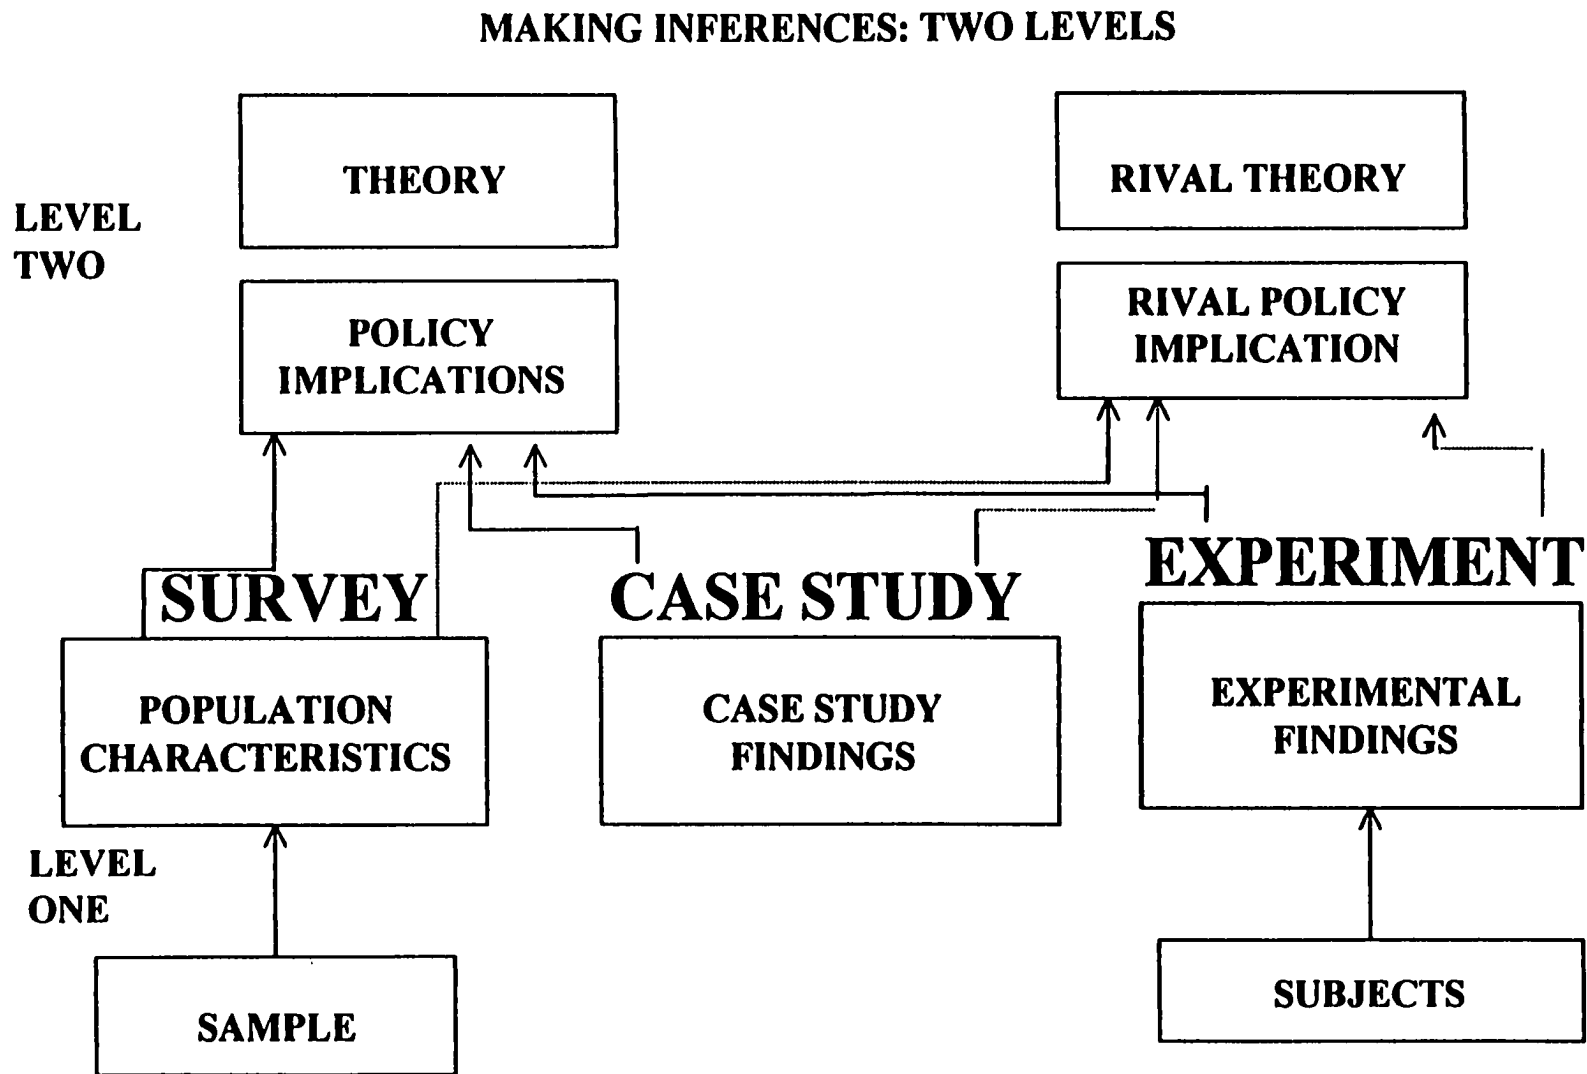 MAKING INFERENCES: TWO LEVELS
THEORY
RIVAL THEORY
LEVEL
TWO
POLICY
IMPLICATIONS
RIVAL POLICY
IMPLICATION
SURVEY
CASE STUDY
EXPERIMENT
POPULATION
CHARACTERISTICS
CASE STUDY
FINDINGS
EXPERIMENTAL
FINDINGS
LEVEL
ONE
SAMPLE
SUBJECTS